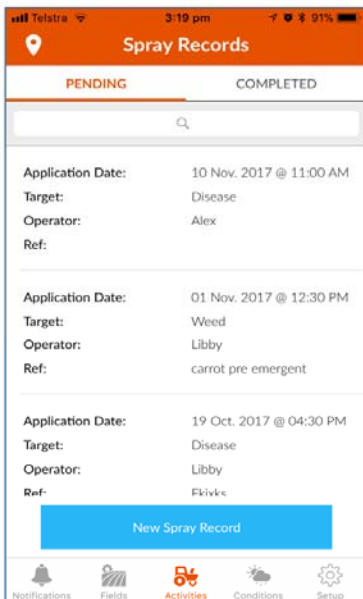 Telstra 3:19 pm 91%
Spray Records
PENDING COMPLETED
Application Date: 10 Nov. 2017 @ 11:00 AM
Target: Disease
Operator: Alex
Ref:
Application Date: 01 Nov. 2017 @ 12:30 PM
Target: Weed
Operator: Libby
Ref: carrot pre emergent
Application Date: 19 Oct. 2017 @ 04:30 PM
Target: Disease
Operator: Libby
Ref: Fkixks
New Spray Record
Notifications Fields Activities Conditions Setup